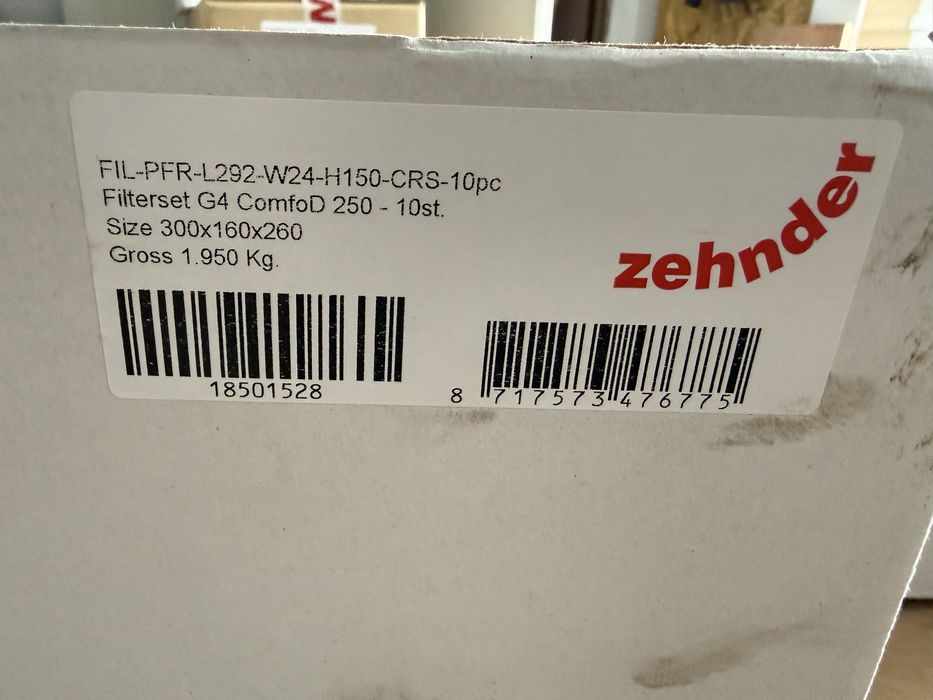 FIL-PFR-L292-W24-H150-CRS-10pc
Filterset G4 ComfoD 250 - 10st.
Size 300x160x260
Gross 1.950 Kg.
zehnder
18501528
8 717573 476775